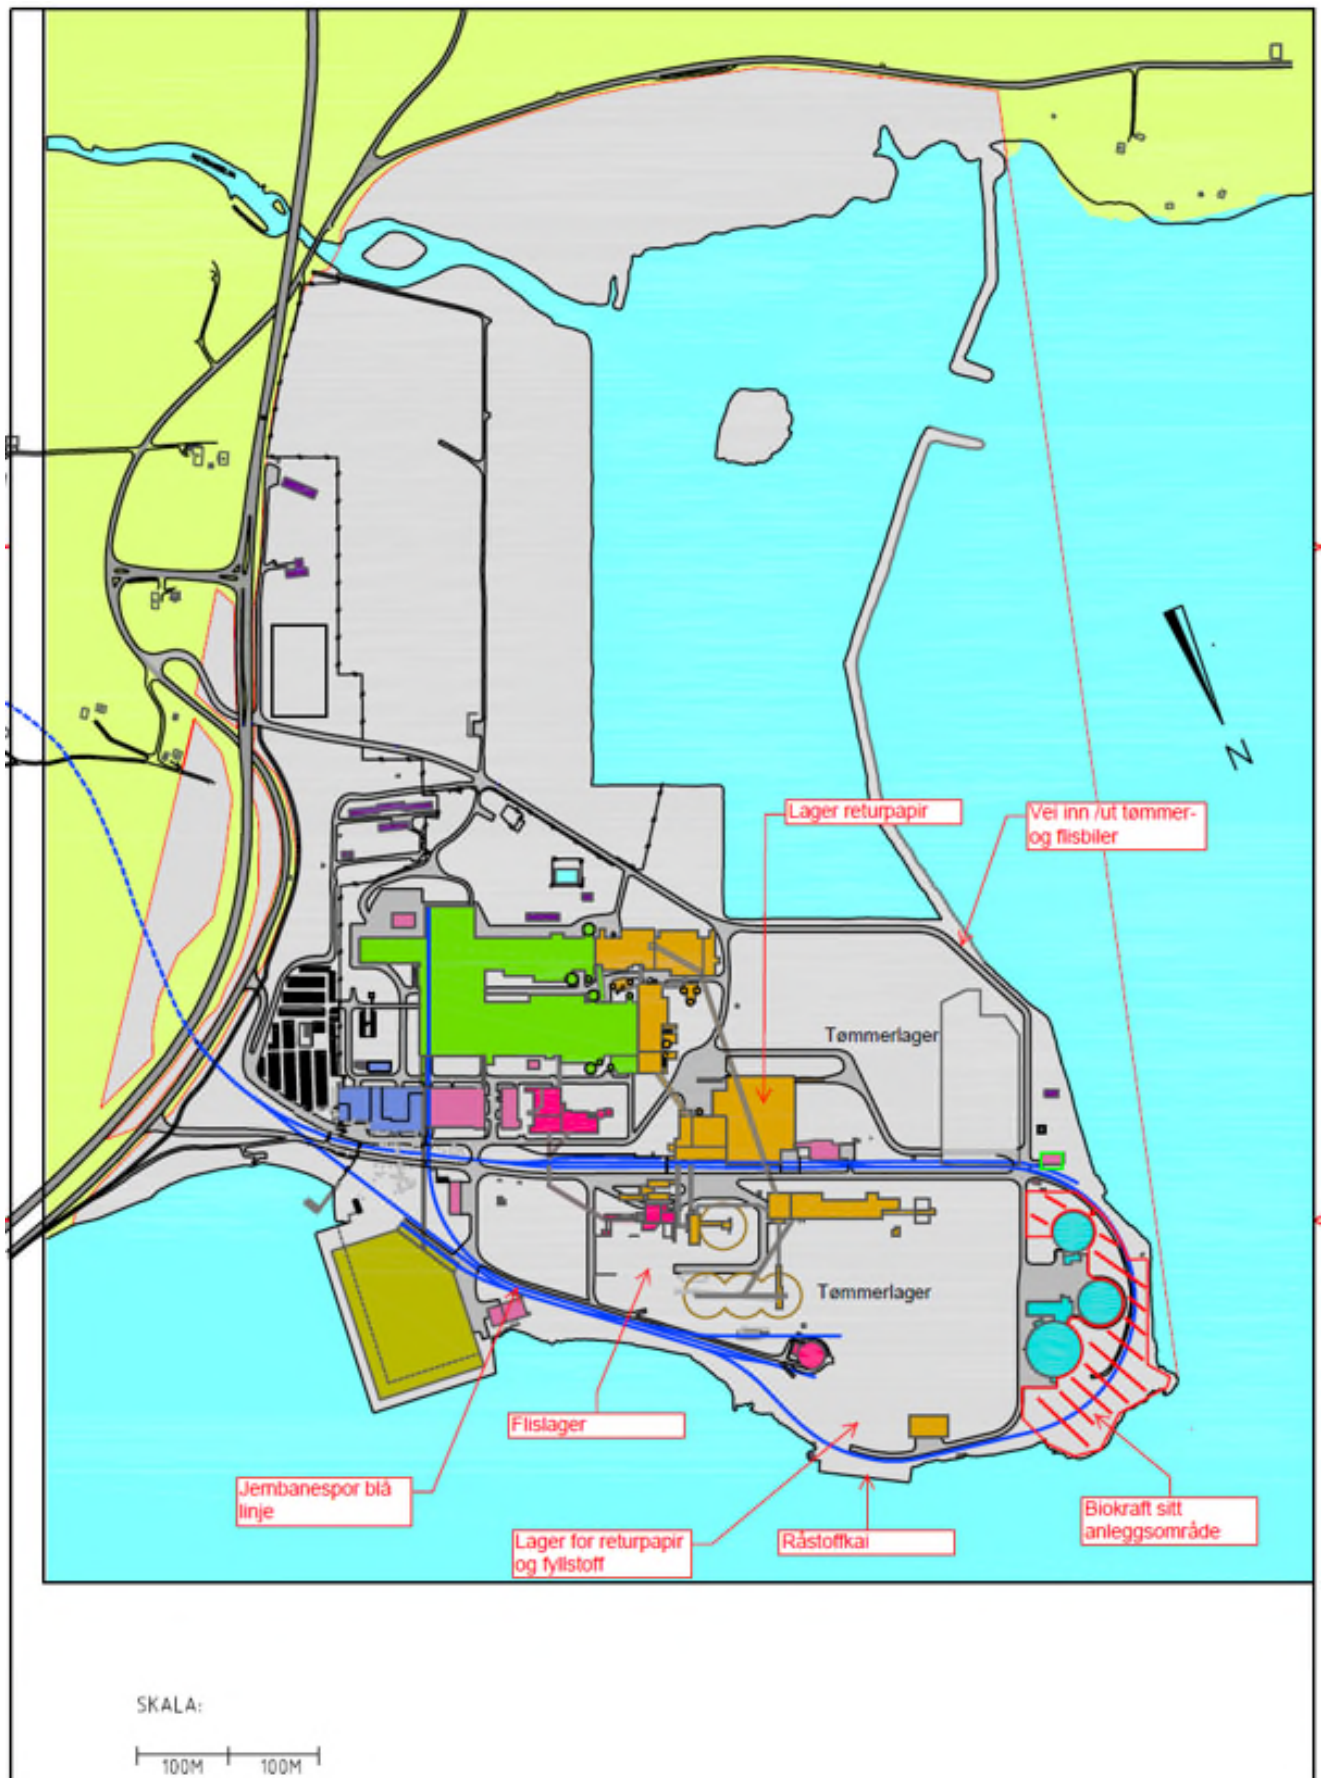 Lager returpapir
Vei inn /ut tømmer-
og flisbiler
N
Tømmerlager
Tømmerlager
Flislager
Jernbanespor blå
linje
Lager for returpapir
og fyllstoff
Råstoffkai
Biokraft sitt
anleggsområde
SKALA:
100M 100M